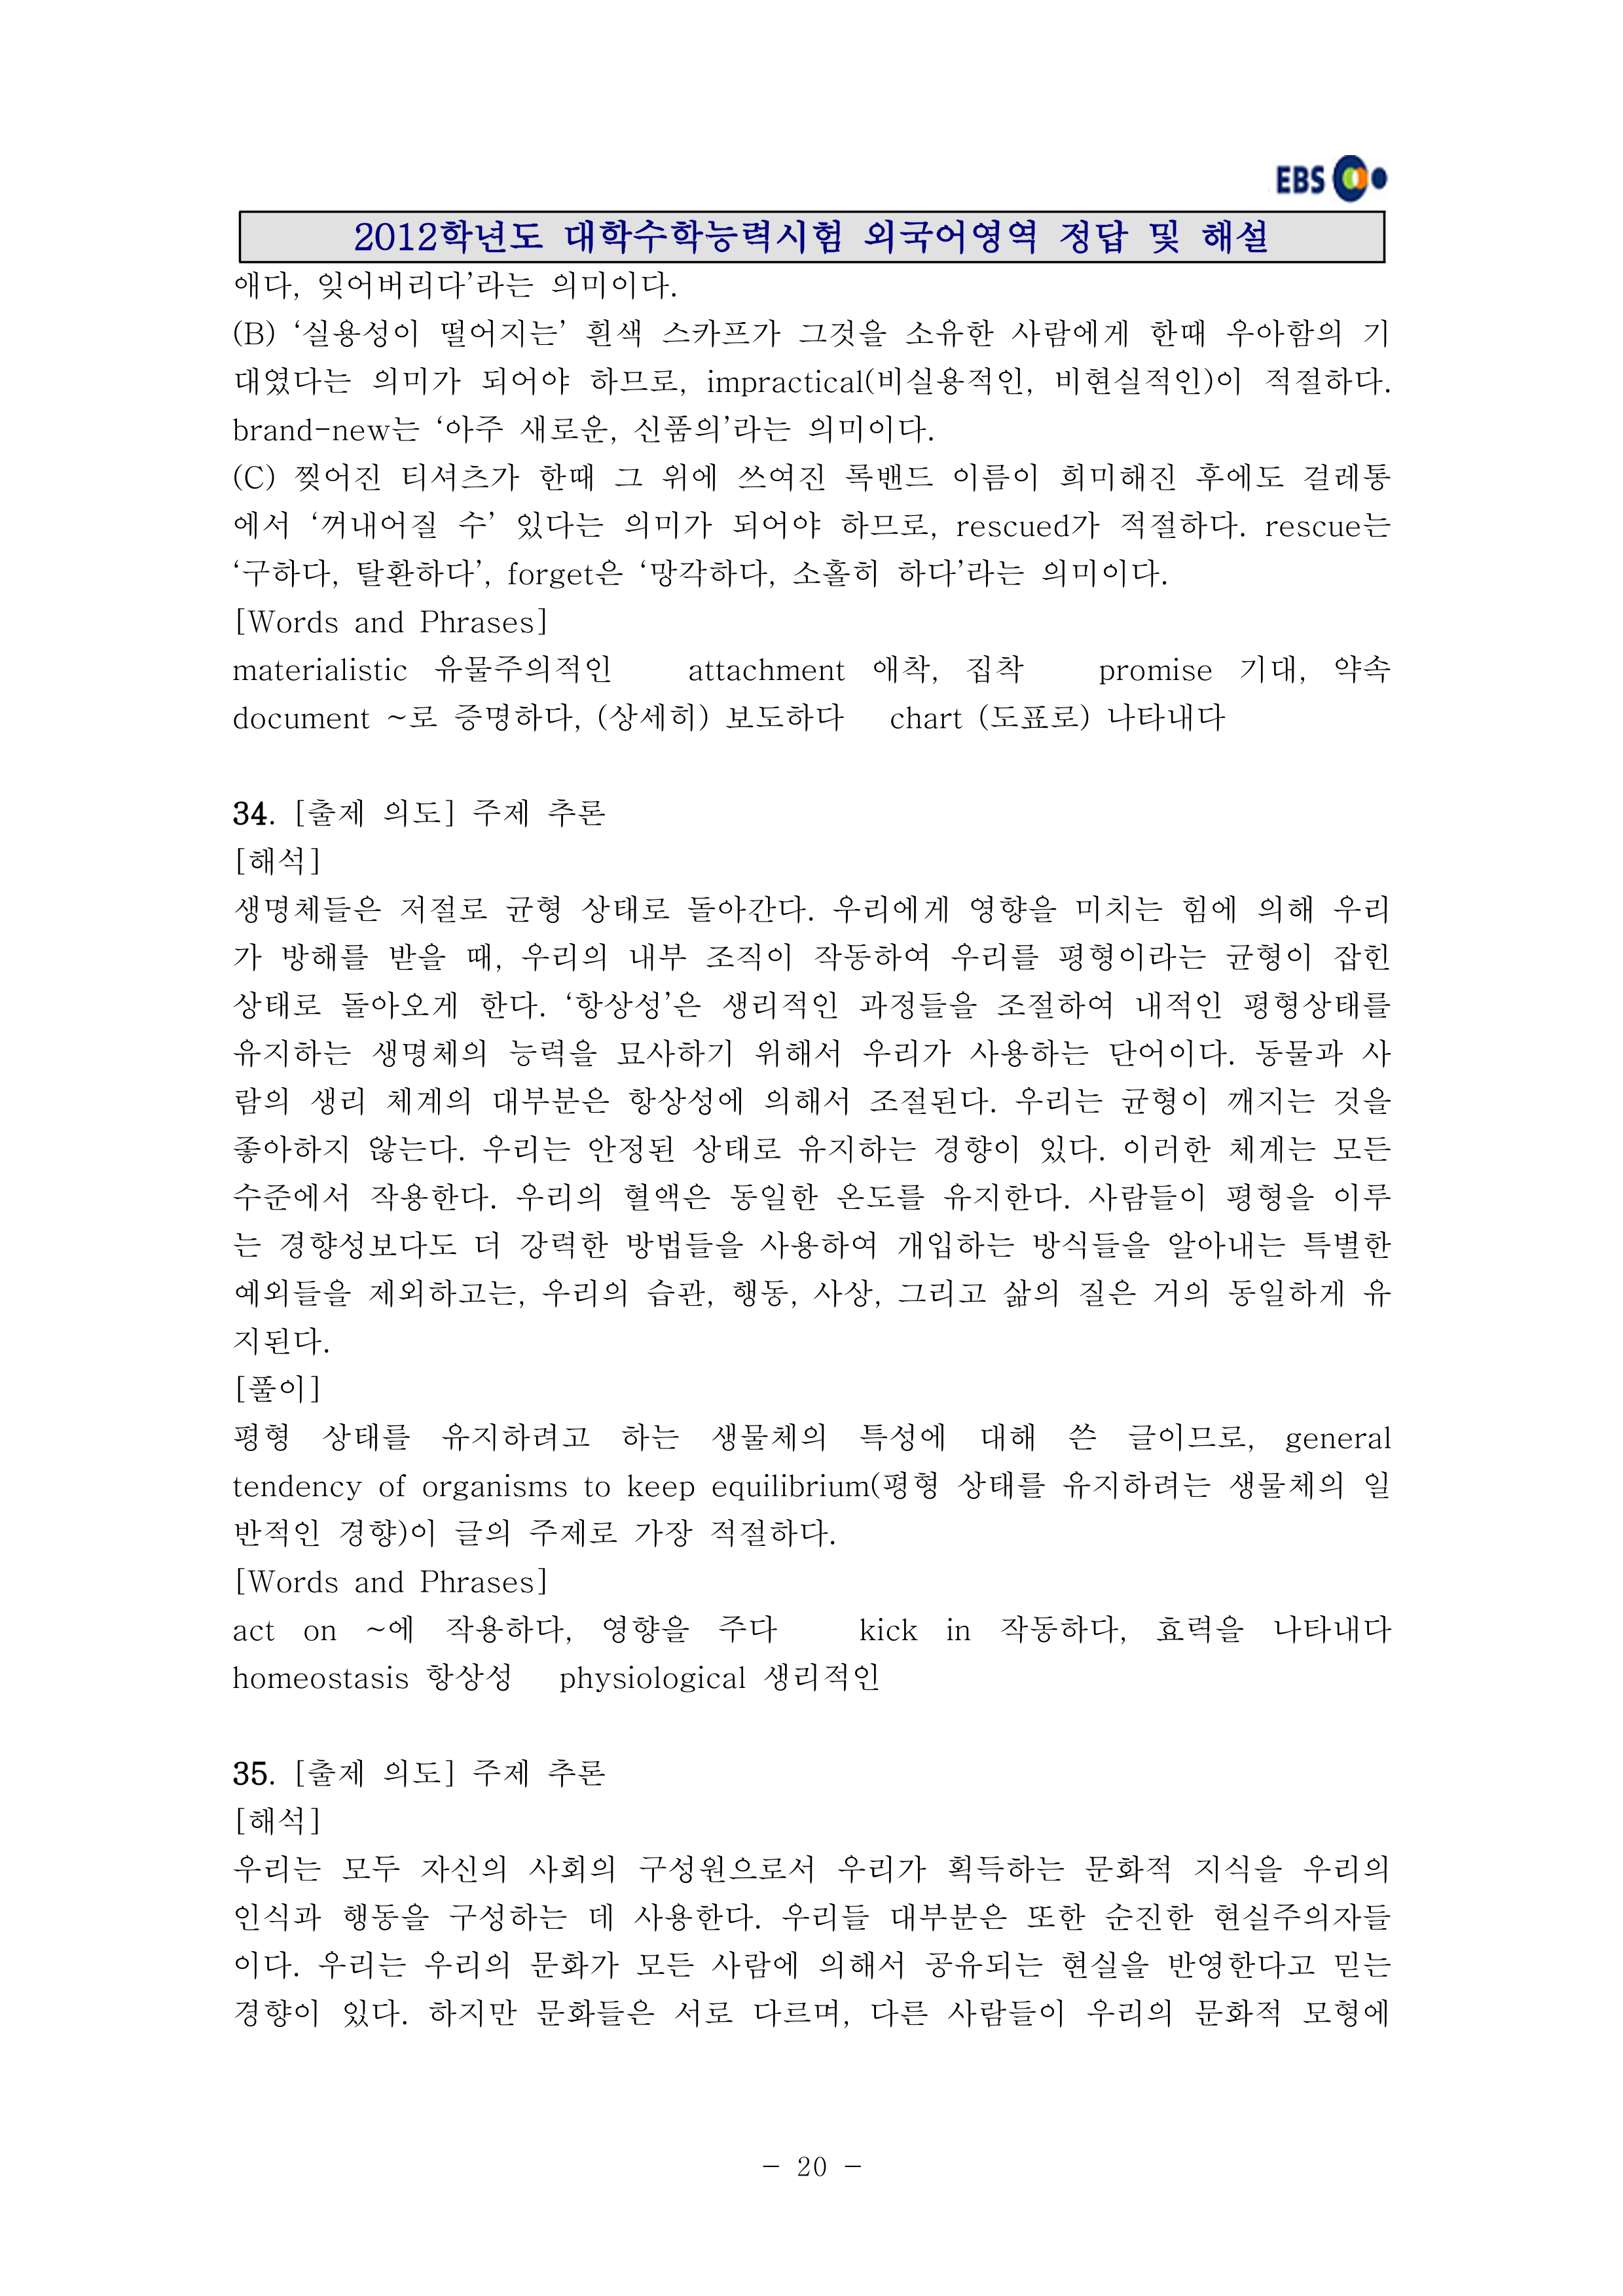 EBS
2012학년도 대학수학능력시험 외국어영역 정답 및 해설
애다, 잊어버리다’라는 의미이다.
(B) ‘실용성이 떨어지는’ 흰색 스카프가 그것을 소유한 사람에게 한때 우아함의 기
대였다는 의미가 되어야 하므로, impractical(비실용적인, 비현실적인)이 적절하다.
brand-new는 ‘아주 새로운, 신품의’라는 의미이다.
(C) 찢어진 티셔츠가 한때 그 위에 쓰여진 록밴드 이름이 희미해진 후에도 걸레통
에서 ‘꺼내어질 수’ 있다는 의미가 되어야 하므로, rescued가 적절하다. rescue는
‘구하다, 탈환하다’, forget은 ‘망각하다, 소홀히 하다’라는 의미이다.
[Words and Phrases]
materialistic 유물주의적인 attachment 애착, 집착 promise 기대, 약속
document ~로 증명하다, (상세히) 보도하다 chart (도표로) 나타내다
34. [출제 의도] 주제 추론
[해석]
생명체들은 저절로 균형 상태로 돌아간다. 우리에게 영향을 미치는 힘에 의해 우리
가 방해를 받을 때, 우리의 내부 조직이 작동하여 우리를 평형이라는 균형이 잡힌
상태로 돌아오게 한다. ‘항상성’은 생리적인 과정들을 조절하여 내적인 평형상태를
유지하는 생명체의 능력을 묘사하기 위해서 우리가 사용하는 단어이다. 동물과 사
람의 생리 체계의 대부분은 항상성에 의해서 조절된다. 우리는 균형이 깨지는 것을
좋아하지 않는다. 우리는 안정된 상태로 유지하는 경향이 있다. 이러한 체계는 모든
수준에서 작용한다. 우리의 혈액은 동일한 온도를 유지한다. 사람들이 평형을 이루
는 경향성보다도 더 강력한 방법들을 사용하여 개입하는 방식들을 알아내는 특별한
예외들을 제외하고는, 우리의 습관, 행동, 사상, 그리고 삶의 질은 거의 동일하게 유
지된다.
[풀이]
평형 상태를 유지하려고 하는 생물체의 특성에 대해 쓴 글이므로, general
tendency of organisms to keep equilibrium(평형 상태를 유지하려는 생물체의 일
반적인 경향)이 글의 주제로 가장 적절하다.
[Words and Phrases]
act on ~에 작용하다, 영향을 주다 kick in 작동하다, 효력을 나타내다
homeostasis 항상성 physiological 생리적인
35. [출제 의도] 주제 추론
[해석]
우리는 모두 자신의 사회의 구성원으로서 우리가 획득하는 문화적 지식을 우리의
인식과 행동을 구성하는 데 사용한다. 우리들 대부분은 또한 순진한 현실주의자들
이다. 우리는 우리의 문화가 모든 사람에 의해서 공유되는 현실을 반영한다고 믿는
경향이 있다. 하지만 문화들은 서로 다르며, 다른 사람들이 우리의 문화적 모형에
- 20 -